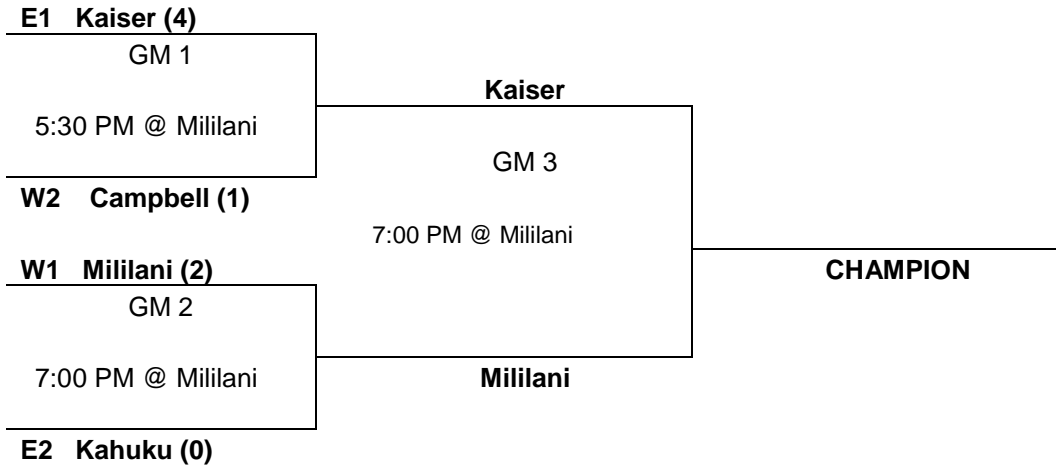 E1 Kaiser (4)
GM 1
Kaiser
5:30 PM @ Mililani
GM 3
W2 Campbell (1)
7:00 PM @ Mililani
W1 Mililani (2)
CHAMPION
GM 2
7:00 PM @ Mililani
Mililani
E2 Kahuku (0)